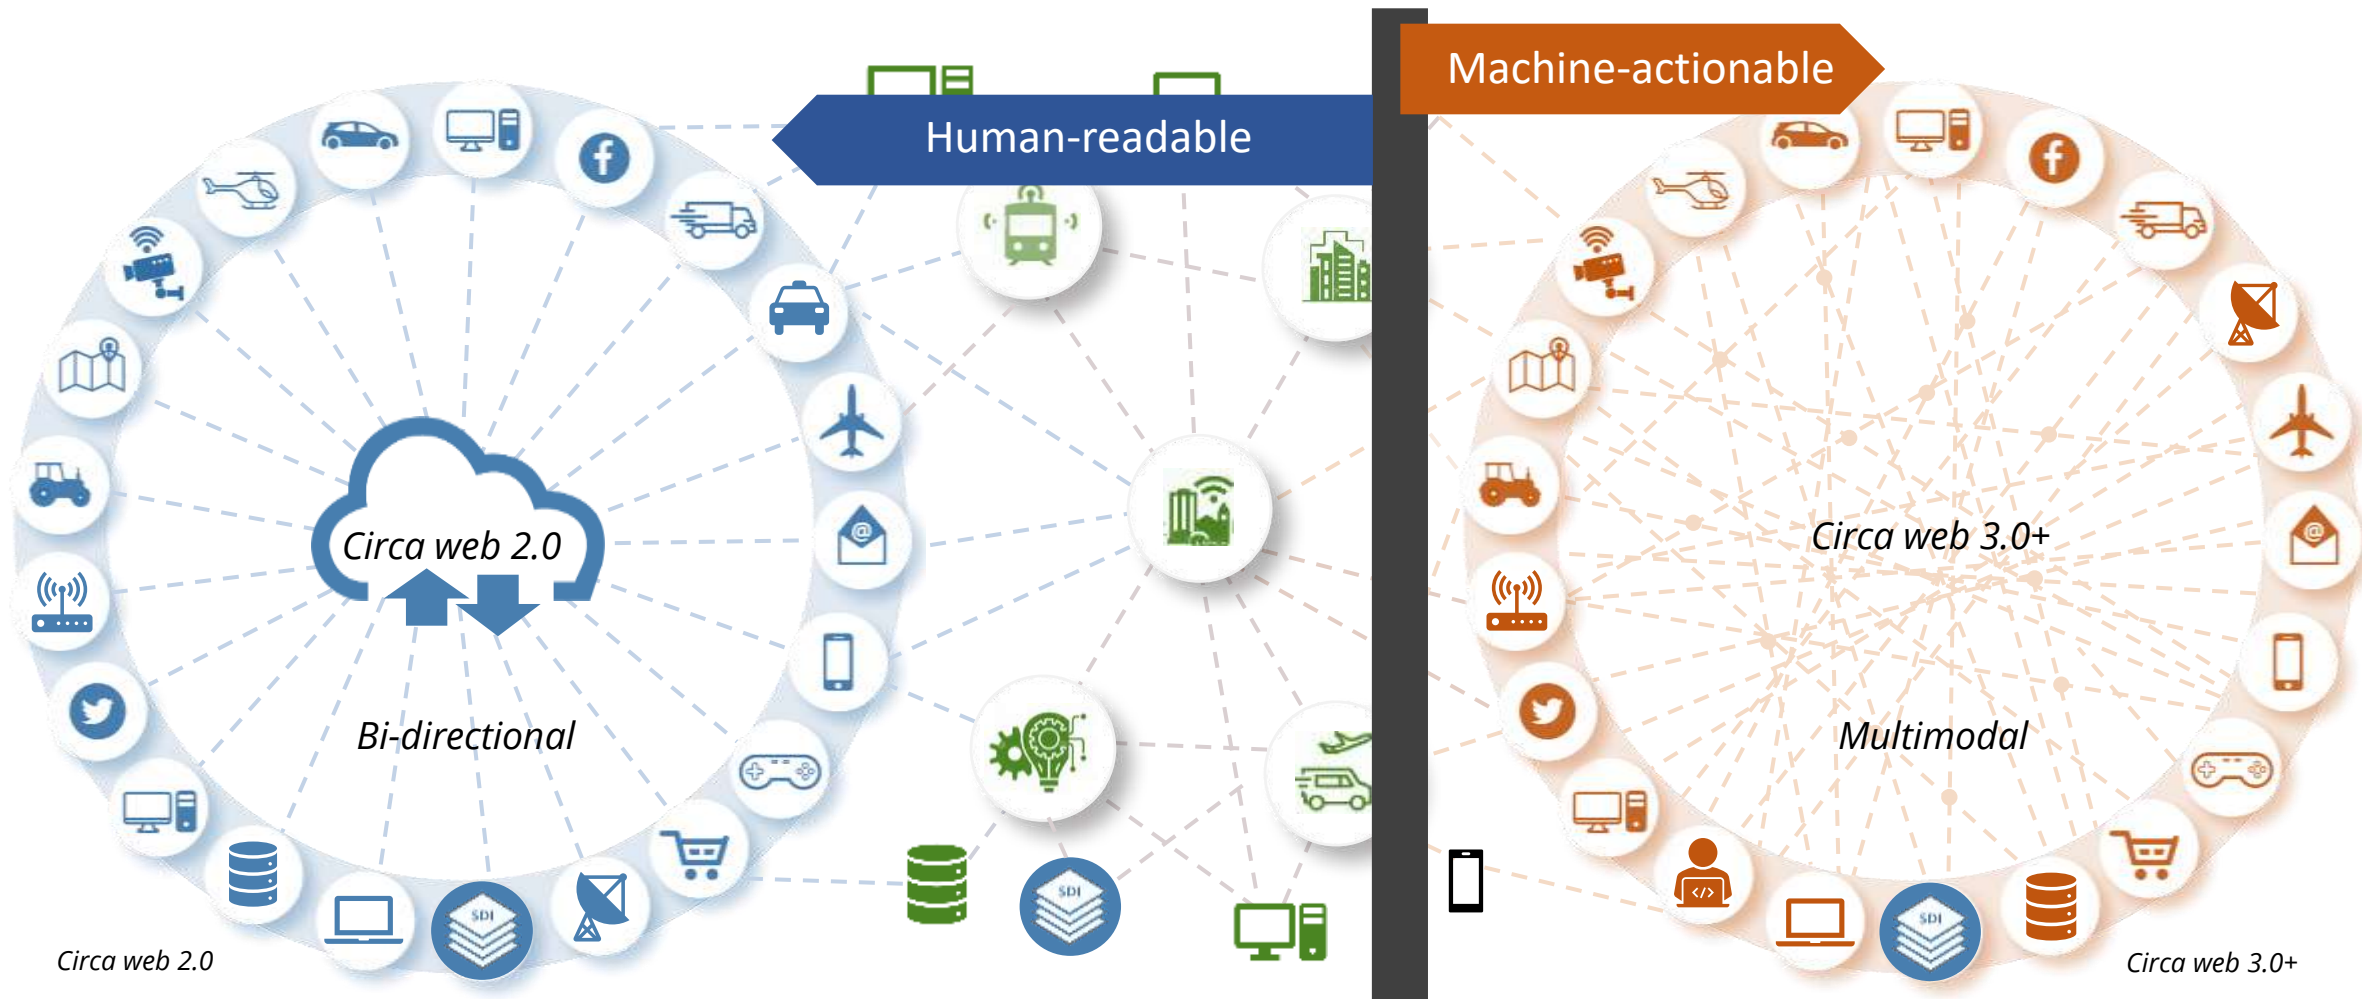 Machine-actionable
Human-readable
Circa web 2.0
Circa web 3.0+
Bi-directional
Multimodal
SDI
SDI
SDI
Circa web 2.0
Circa web 3.0+